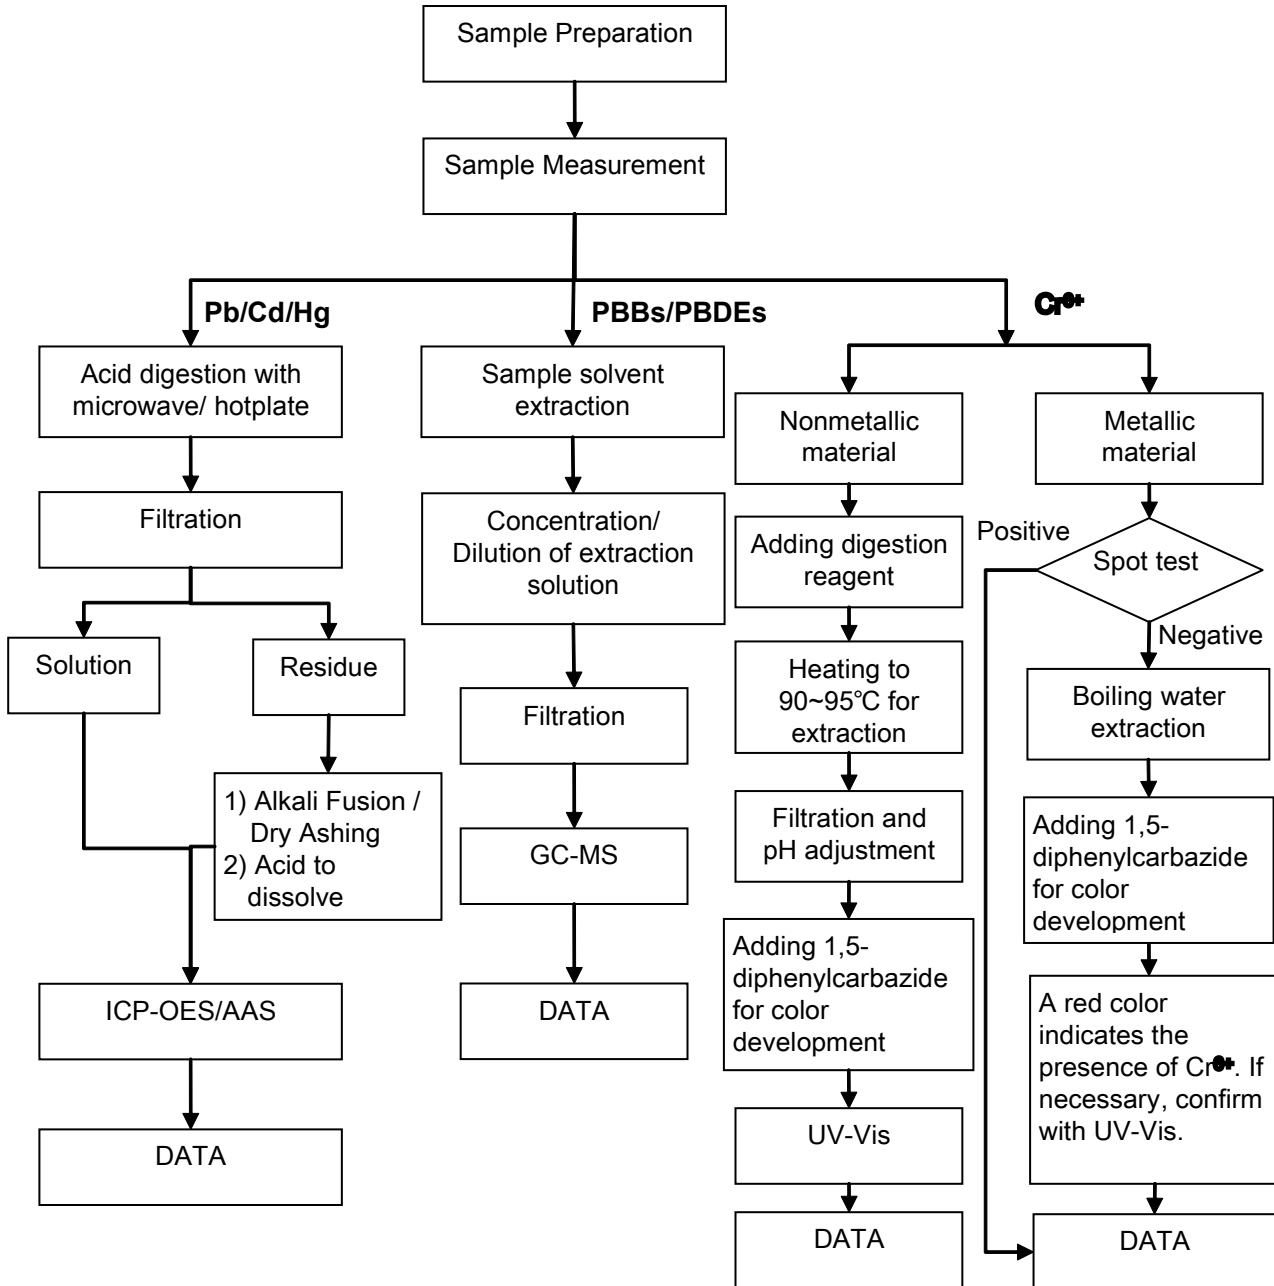 Sample Preparation
Sample Measurement
Pb/Cd/Hg
PBBs/PBDEs
Cr⁶⁺
Acid digestion with
microwave/ hotplate
Filtration
Solution
Residue
1) Alkali Fusion /
Dry Ashing
2) Acid to
dissolve
ICP-OES/AAS
DATA
Sample solvent
extraction
Concentration/
Dilution of extraction
solution
Filtration
GC-MS
DATA
Nonmetallic
material
Adding digestion
reagent
Heating to
90~95℃ for
extraction
Filtration and
pH adjustment
Adding 1,5-
diphenylcarbazide
for color
development
UV-Vis
DATA
Metallic
material
Spot test
Positive
Negative
Boiling water
extraction
Adding 1,5-
diphenylcarbazide
for color
development
A red color
indicates the
presence of Cr⁶⁺. If
necessary, confirm
with UV-Vis.
DATA